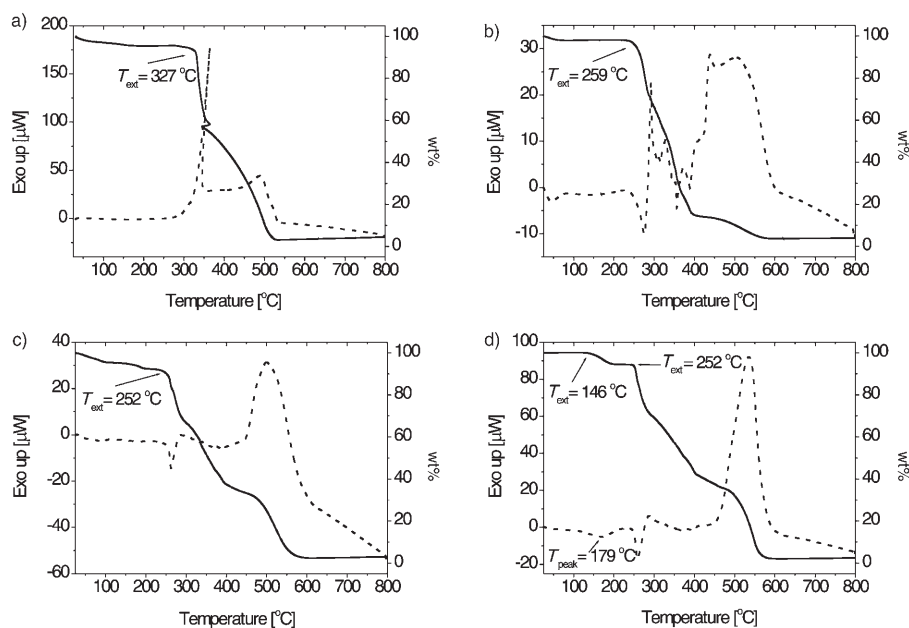 a)
200
175
150
100
50
0
Exo up [µW]
100
80
60
40
20
0
wt%
T_ext = 327 °C
100 200 300 400 500 600 700 800
Temperature [°C]
b)
30
20
10
0
-10
Exo up [µW]
100
80
60
40
20
0
wt%
T_ext = 259 °C
100 200 300 400 500 600 700 800
Temperature [°C]
c)
40
20
0
-20
-40
-60
Exo up [µW]
100
80
60
40
20
0
wt%
T_ext = 252 °C
100 200 300 400 500 600 700 800
Temperature [°C]
d)
100
80
60
40
20
0
-20
Exo up [µW]
100
80
60
40
20
0
wt%
T_ext = 252 °C
T_ext = 146 °C
T_peak = 179 °C
100 200 300 400 500 600 700 800
Temperature [°C]